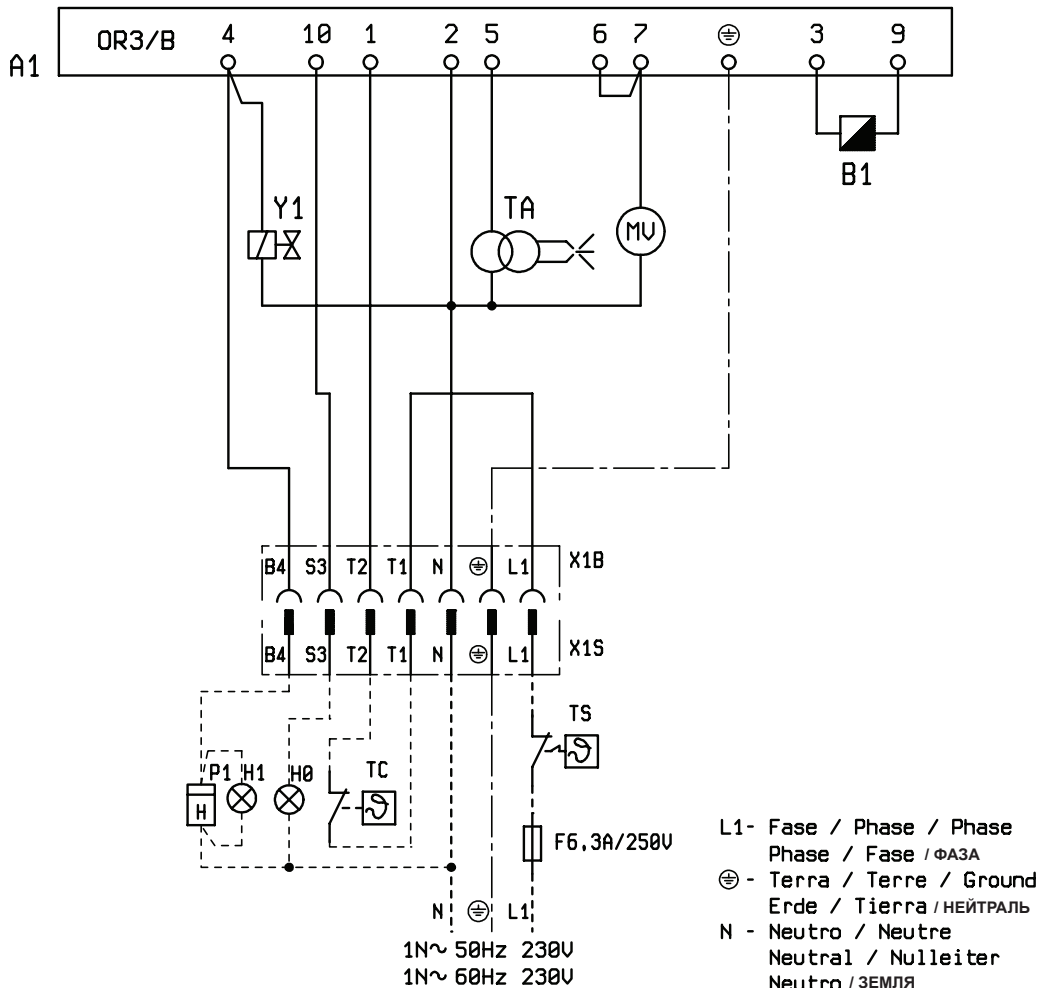 OR3/B 4 10 1 2 5 6 7 3 9
A1
B1
Y1 TA
MV
B4 S3 T2 T1 N L1 X1B
B4 S3 T2 T1 N L1 X1S
TS
P1 H1 H0 TC
H
F6,3A/250V
N L1
1N~ 50Hz 230V
1N~ 60Hz 230V
L1- Fase / Phase / Phase
Phase / Fase / ФАЗА
- Terra / Terre / Ground
Erde / Tierra / НЕЙТРАЛЬ
N - Neutro / Neutre
Neutral / Nulleiter
Neutro / ЗЕМЛЯ